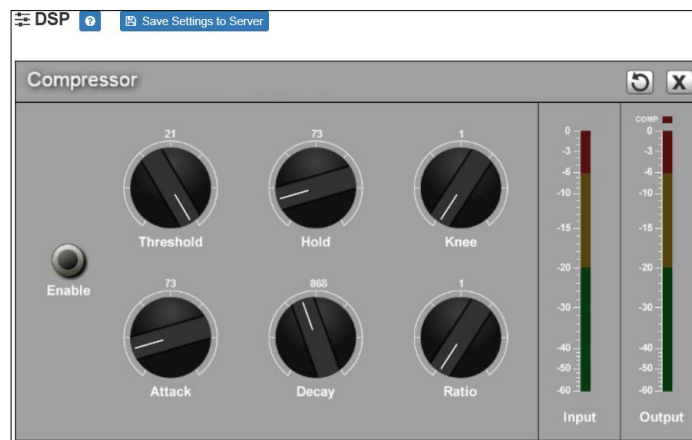 DSP ? Save Settings to Server
Compressor X
21 73 1
Threshold Hold Knee
Enable
73 868 1
Attack Decay Ratio
COMP
0 0
-3 -3
-6 -6
-10 -10
-15 -15
-20 -20
-30 -30
-40 -40
-50 -50
-60 -60
Input Output